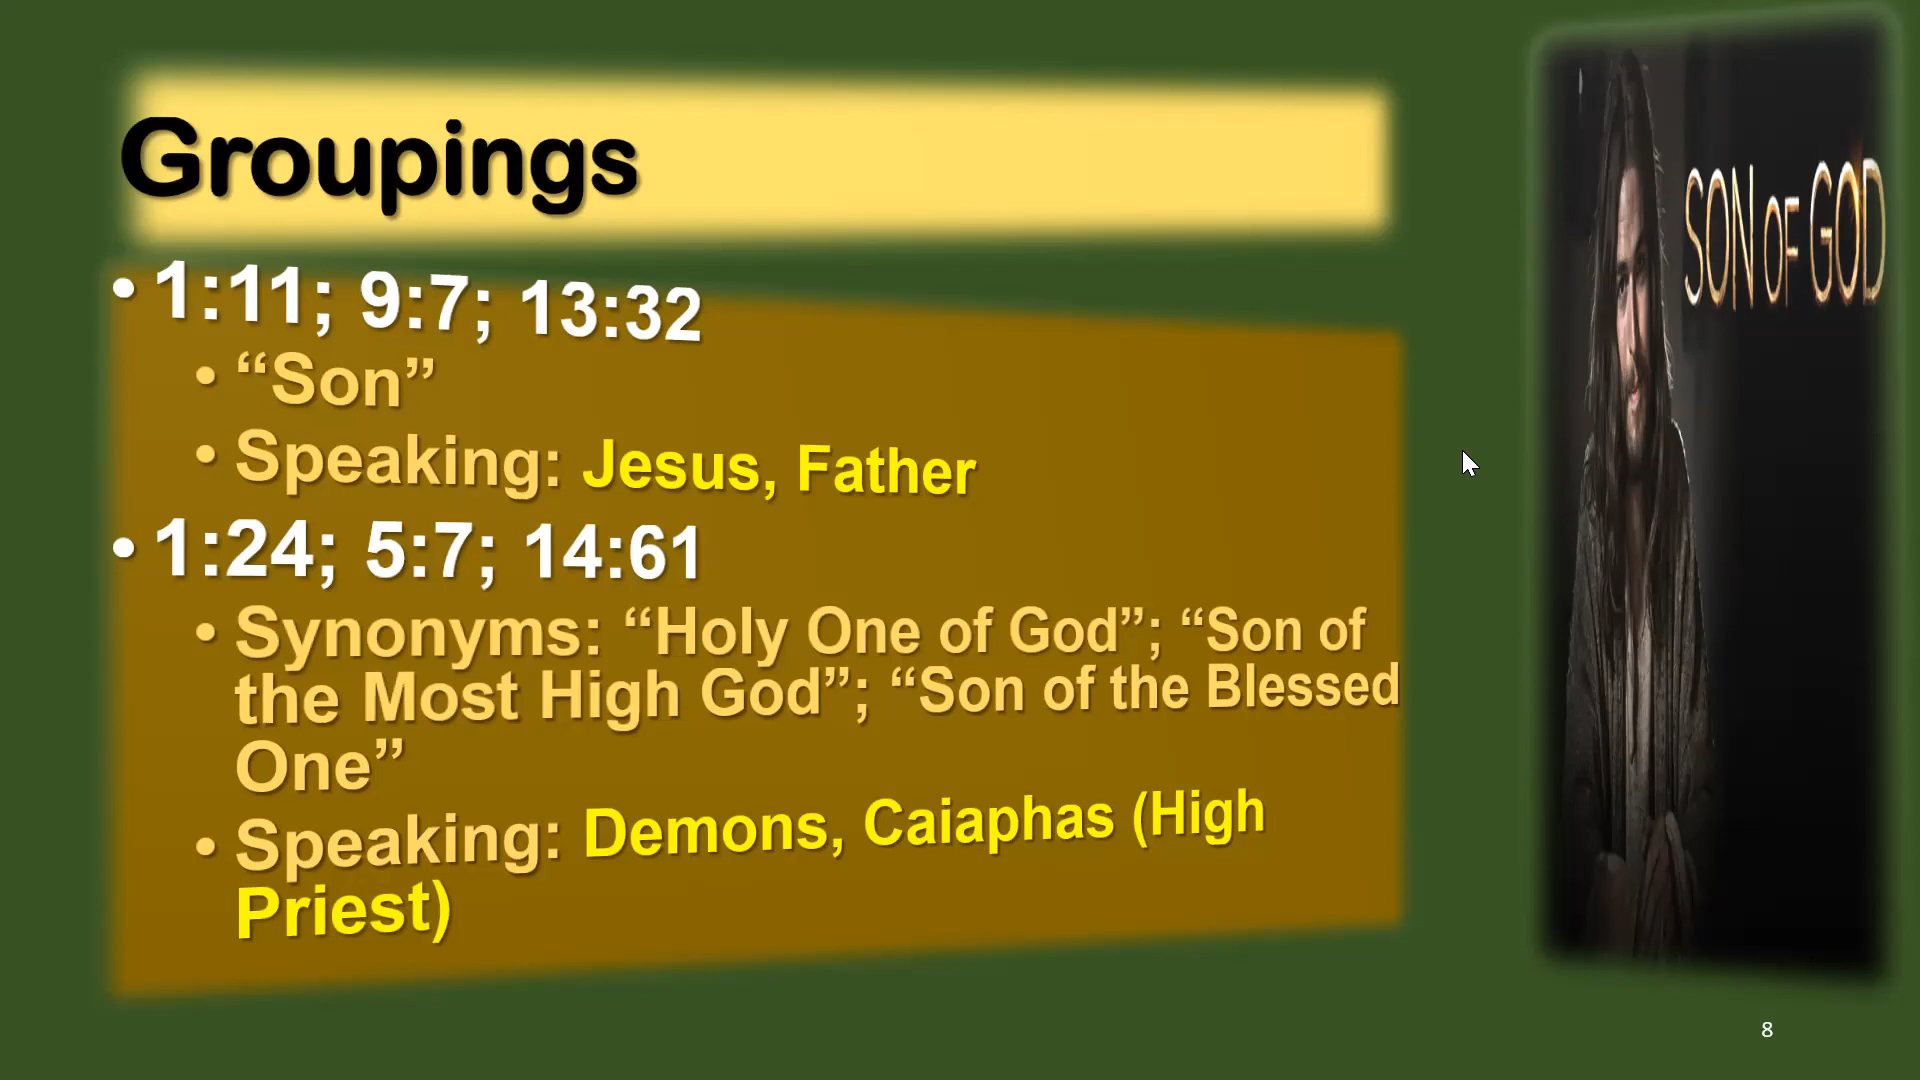 Groupings
• 1:11; 9:7; 13:32
• “Son”
• Speaking: Jesus, Father
• 1:24; 5:7; 14:61
• Synonyms: “Holy One of God”; “Son of
the Most High God”; “Son of the Blessed
One”
• Speaking: Demons, Caiaphas (High
Priest)
SON OF GOD
8